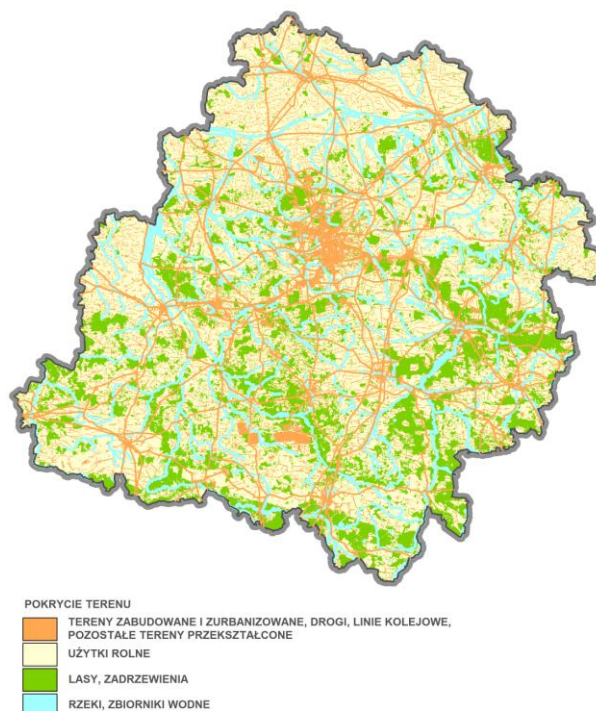 POKRYCIE TERENU
TERENY ZABUDOWANE I ZURBANIZOWANE, DROGI, LINIE KOLEJOWE,
POZOSTAŁE TERENY PRZEKSZTAŁCONE
UŻYTKI ROLNE
LASY, ZADRZEWIENIA
RZEKI, ZBIORNIKI WODNE